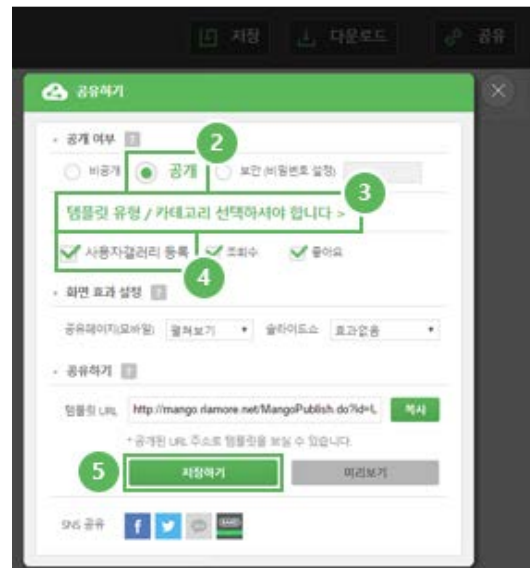 저장 다운로드 공유
공유하기
공개 여부 ?
2
비공개 공개 보안 (비밀번호 설정)
3
템플릿 유형 / 카테고리 선택하셔야 합니다 >
사용자갤러리 등록 조회수 좋아요
4
화면 효과 설정 ?
공유페이지(모바일) 펼쳐보기 슬라이드쇼 효과없음
공유하기 ?
템플릿 URL http://mango.riamore.net/MangoPublish.do?id=L 복사
* 공개된 URL 주소로 템플릿을 보실 수 있습니다.
5
저장하기 미리보기
SNS 공유